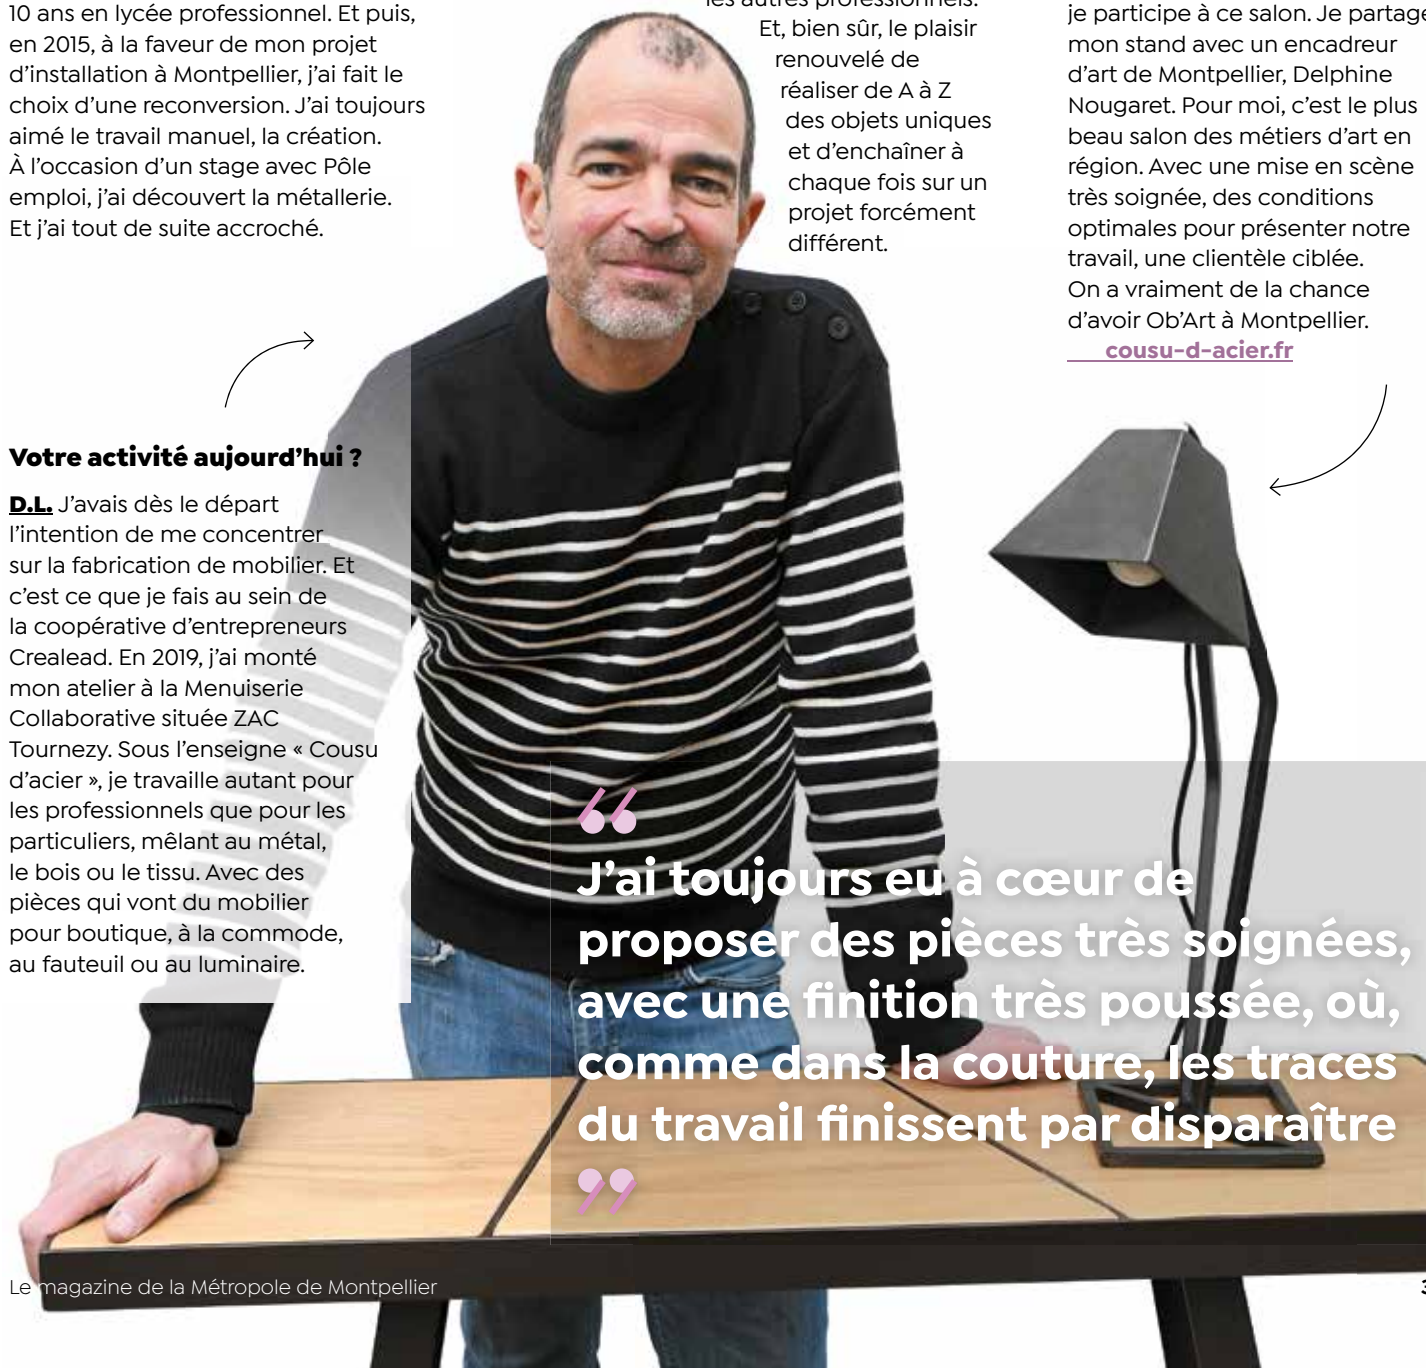 10 ans en lycée professionnel. Et puis,
en 2015, à la faveur de mon projet
d’installation à Montpellier, j’ai fait le
choix d’une reconversion. J’ai toujours
aimé le travail manuel, la création.
À l’occasion d’un stage avec Pôle
emploi, j’ai découvert la métallerie.
Et j’ai tout de suite accroché.
Votre activité aujourd’hui ?
D.L. J’avais dès le départ
l’intention de me concentrer
sur la fabrication de mobilier. Et
c’est ce que je fais au sein de
la coopérative d’entrepreneurs
Crealead. En 2019, j’ai monté
mon atelier à la Menuiserie
Collaborative située ZAC
Tournezy. Sous l’enseigne « Cousu
d’acier », je travaille autant pour
les professionnels que pour les
particuliers, mêlant au métal,
le bois ou le tissu. Avec des
pièces qui vont du mobilier
pour boutique, à la commode,
au fauteuil ou au luminaire.
les autres professionnels.
Et, bien sûr, le plaisir
renouvelé de
réaliser de A à Z
des objets uniques
et d’enchaîner à
chaque fois sur un
projet forcément
différent.
je participe à ce salon. Je partage
mon stand avec un encadreur
d’art de Montpellier, Delphine
Nougaret. Pour moi, c’est le plus
beau salon des métiers d’art en
région. Avec une mise en scène
très soignée, des conditions
optimales pour présenter notre
travail, une clientèle ciblée.
On a vraiment de la chance
d’avoir Ob’Art à Montpellier.
cousu-d-acier.fr
“
J’ai toujours eu à cœur de
proposer des pièces très soignées,
avec une finition très poussée, où,
comme dans la couture, les traces
du travail finissent par disparaître
”
Le magazine de la Métropole de Montpellier